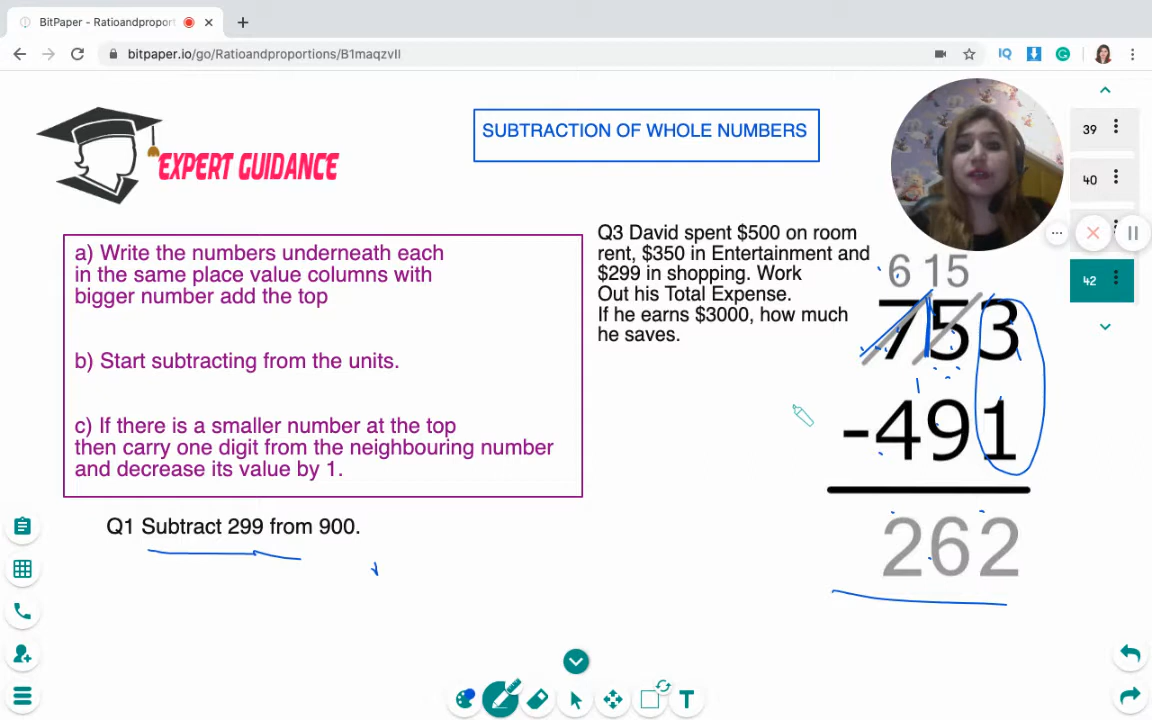 BitPaper - Ratioandproport
bitpaper.io/go/Ratioandproportions/B1maqzvIl
IQ
SUBTRACTION OF WHOLE NUMBERS
EXPERT GUIDANCE
39
40
42
a) Write the numbers underneath each
in the same place value columns with
bigger number add the top
b) Start subtracting from the units.
c) If there is a smaller number at the top
then carry one digit from the neighbouring number
and decrease its value by 1.
Q1 Subtract 299 from 900.
Q3 David spent $500 on room
rent, $350 in Entertainment and
$299 in shopping. Work
Out his Total Expense.
If he earns $3000, how much
he saves.
6 15
753
-491
262
T